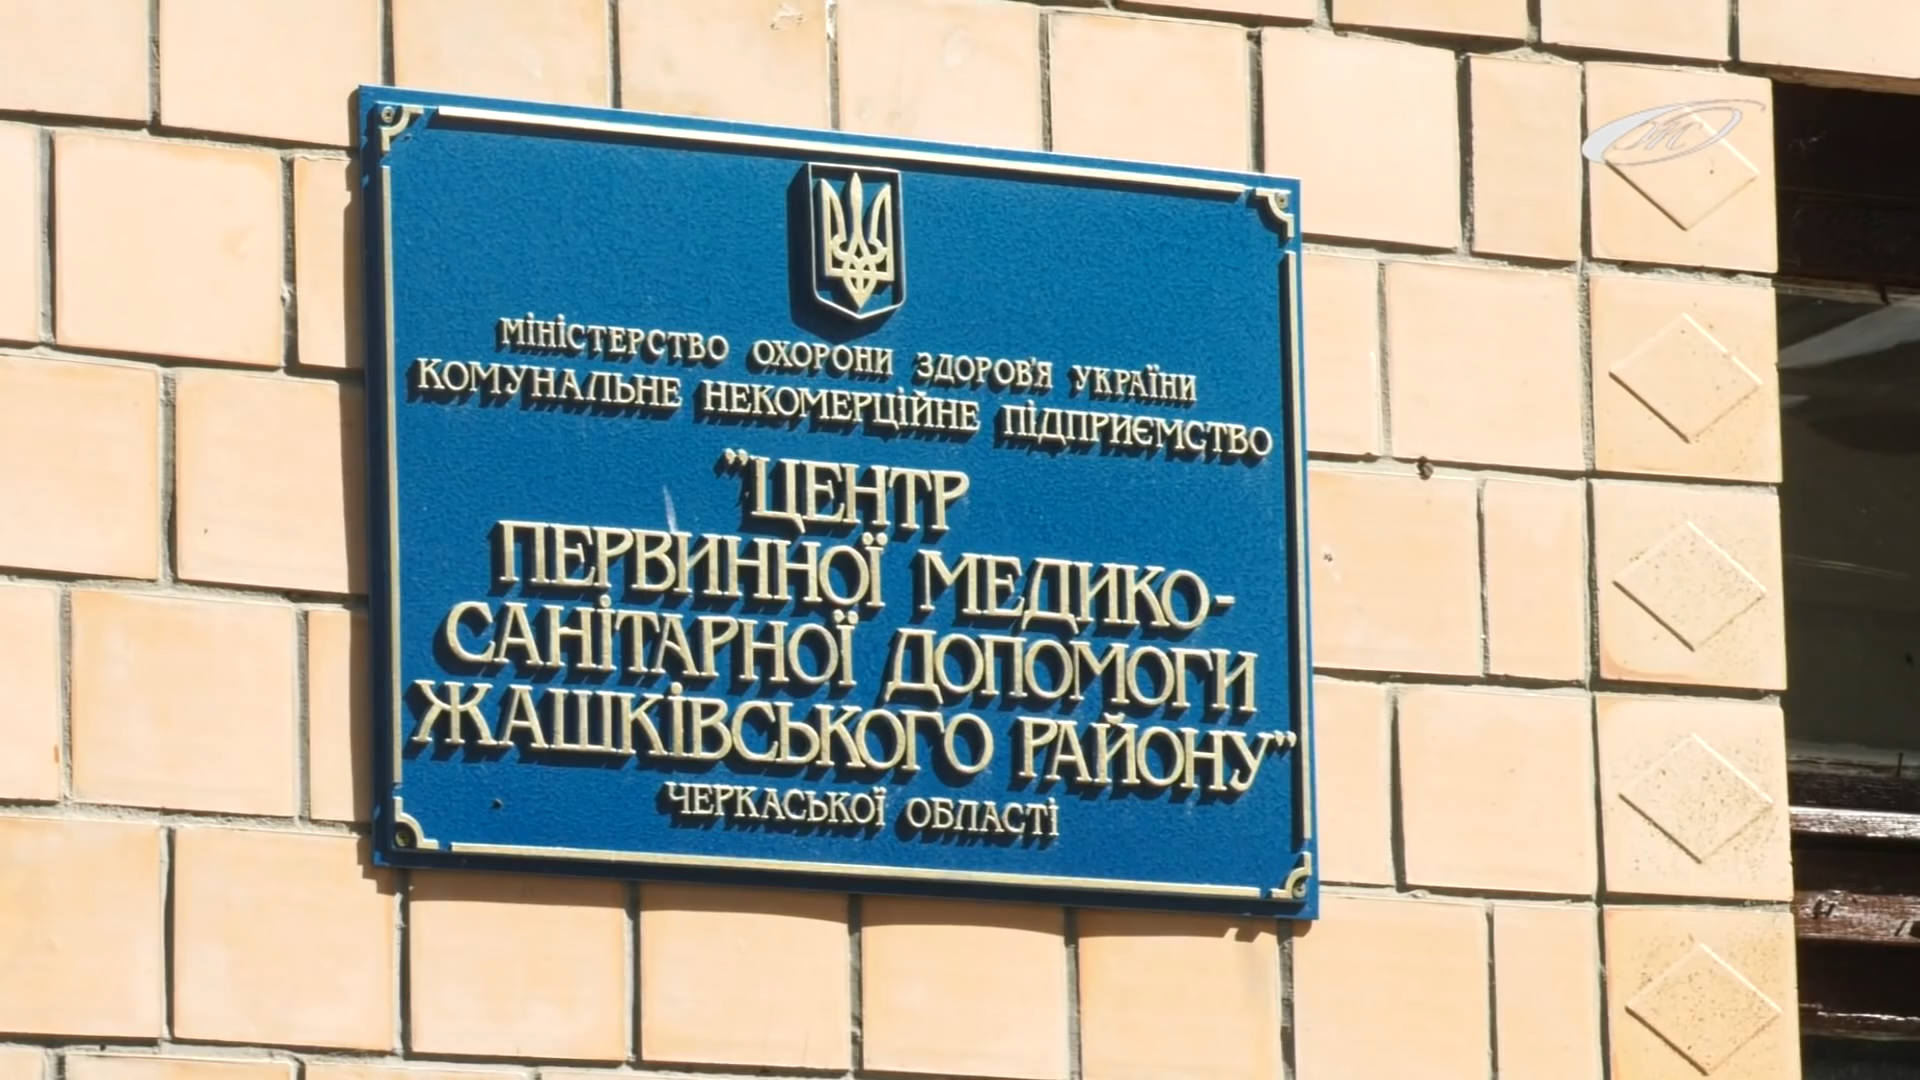 МІНІСТЕРСТВО ОХОРОНИ ЗДОРОВ'Я УКРАЇНИ
КОМУНАЛЬНЕ НЕКОМЕРЦІЙНЕ ПІДПРИЄМСТВО
"ЦЕНТР
ПЕРВИННОЇ МЕДИКО-
САНІТАРНОЇ ДОПОМОГИ
ЖАШКІВСЬКОГО РАЙОНУ"
ЧЕРКАСЬКОЇ ОБЛАСТІ